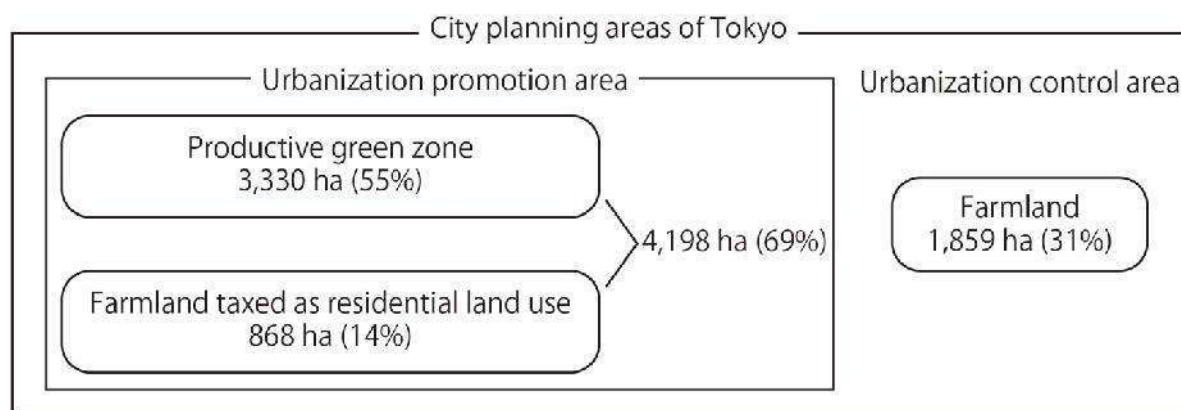 City planning areas of Tokyo
Urbanization promotion area
Productive green zone
3,330 ha (55%)
Farmland taxed as residential land use
868 ha (14%)
4,198 ha (69%)
Urbanization control area
Farmland
1,859 ha (31%)